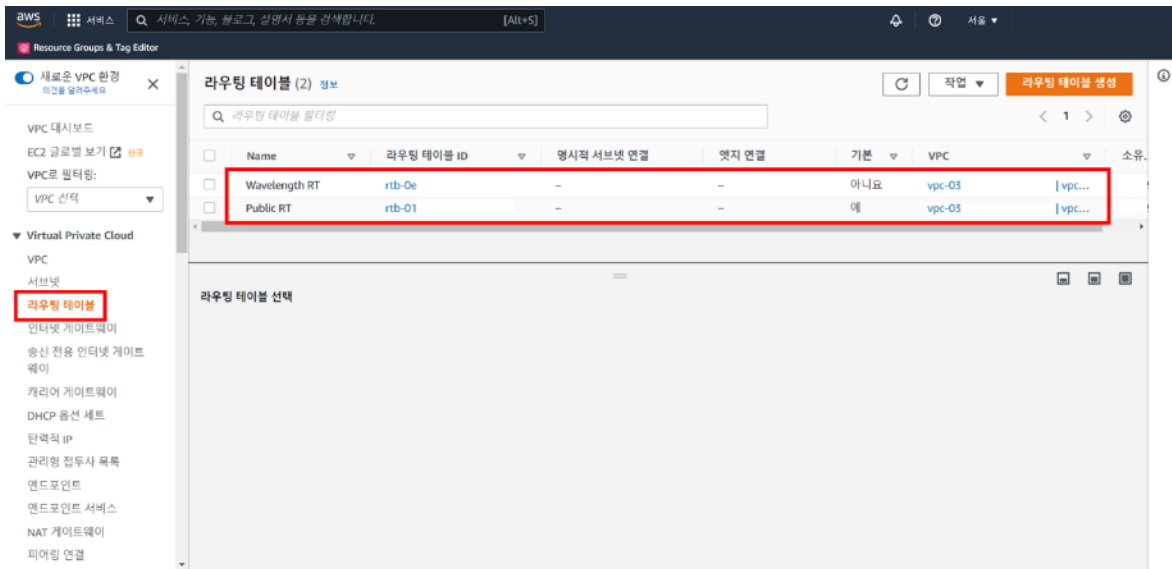 aws
서비스
서비스, 기능, 블로그, 설명서 등을 검색합니다.
[Alt+S]
서울 ▼
Resource Groups & Tag Editor
새로운 VPC 환경
의견을 알려주세요
VPC 대시보드
EC2 글로벌 보기 신규
VPC로 필터링:
VPC 선택
Virtual Private Cloud
VPC
서브넷
라우팅 테이블
인터넷 게이트웨이
송신 전용 인터넷 게이트
웨이
캐리어 게이트웨이
DHCP 옵션 세트
탄력적 IP
관리형 접두사 목록
엔드포인트
엔드포인트 서비스
NAT 게이트웨이
피어링 연결
라우팅 테이블 (2) 정보
작업 ▼
라우팅 테이블 생성
라우팅 테이블 필터링
< 1 >
Name 라우팅 테이블 ID 명시적 서브넷 연결 엣지 연결 기본 VPC 소유.
Wavelength RT rtb-0e – – 아니요 vpc-03 | vpc...
Public RT rtb-01 – – 예 vpc-03 | vpc...
라우팅 테이블 선택